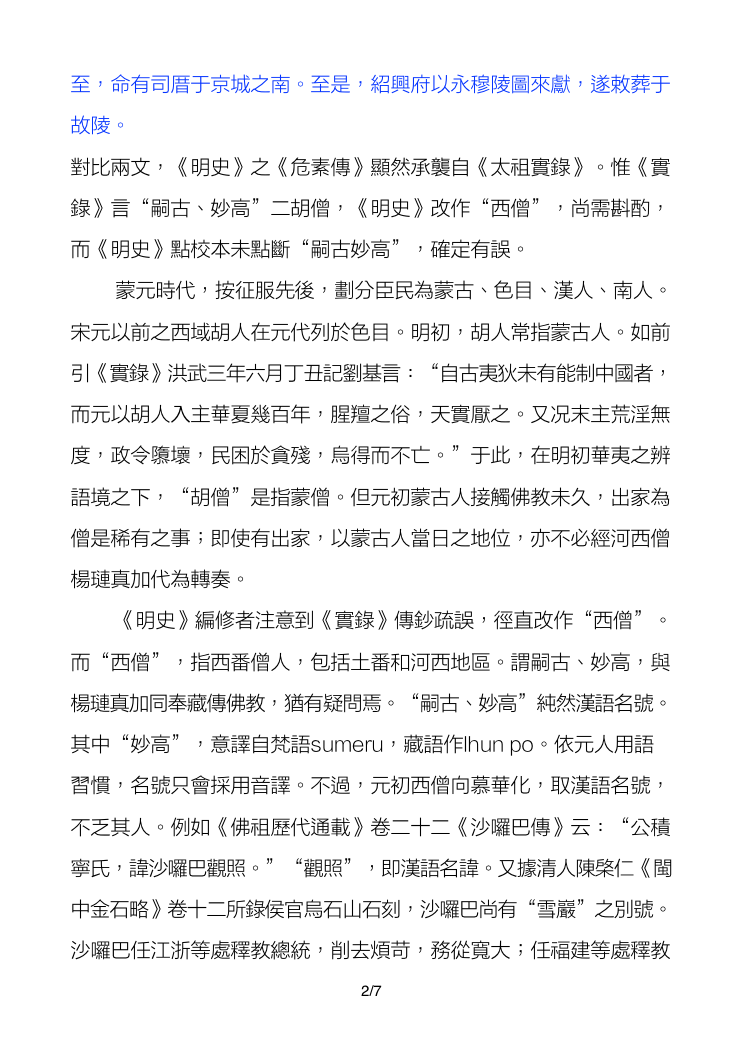 至，命有司厝于京城之南。至是，紹興府以永穆陵圖來獻，遂敕葬于
故陵。
對比兩文，《明史》之《危素傳》顯然承襲自《太祖實錄》。惟《實
錄》言“嗣古、妙高”二胡僧，《明史》改作“西僧”，尚需斟酌，
而《明史》點校本未點斷“嗣古妙高”，確定有誤。
蒙元時代，按征服先後，劃分臣民為蒙古、色目、漢人、南人。
宋元以前之西域胡人在元代列於色目。明初，胡人常指蒙古人。如前
引《實錄》洪武三年六月丁丑記劉基言：“自古夷狄未有能制中國者，
而元以胡人入主華夏幾百年，腥羶之俗，天實厭之。又況末主荒淫無
度，政令隳壞，民困於貪殘，烏得而不亡。”于此，在明初華夷之辨
語境之下，“胡僧”是指蒙僧。但元初蒙古人接觸佛教未久，出家為
僧是稀有之事；即使有出家，以蒙古人當日之地位，亦不必經河西僧
楊璉真加代為轉奏。
《明史》編修者注意到《實錄》傳鈔疏誤，徑直改作“西僧”。
而“西僧”，指西番僧人，包括土番和河西地區。謂嗣古、妙高，與
楊璉真加同奉藏傳佛教，猶有疑問焉。“嗣古、妙高”純然漢語名號。
其中“妙高”，意譯自梵語sumeru，藏語作lhun po。依元人用語
習慣，名號只會採用音譯。不過，元初西僧向慕華化，取漢語名號，
不乏其人。例如《佛祖歷代通載》卷二十二《沙囉巴傳》云：“公積
寧氏，諱沙囉巴觀照。”“觀照”，即漢語名諱。又據清人陳棨仁《閩
中金石略》卷十二所錄侯官烏石山石刻，沙囉巴尚有“雪巖”之別號。
沙囉巴任江浙等處釋教總統，削去煩苛，務從寬大；任福建等處釋教
2/7